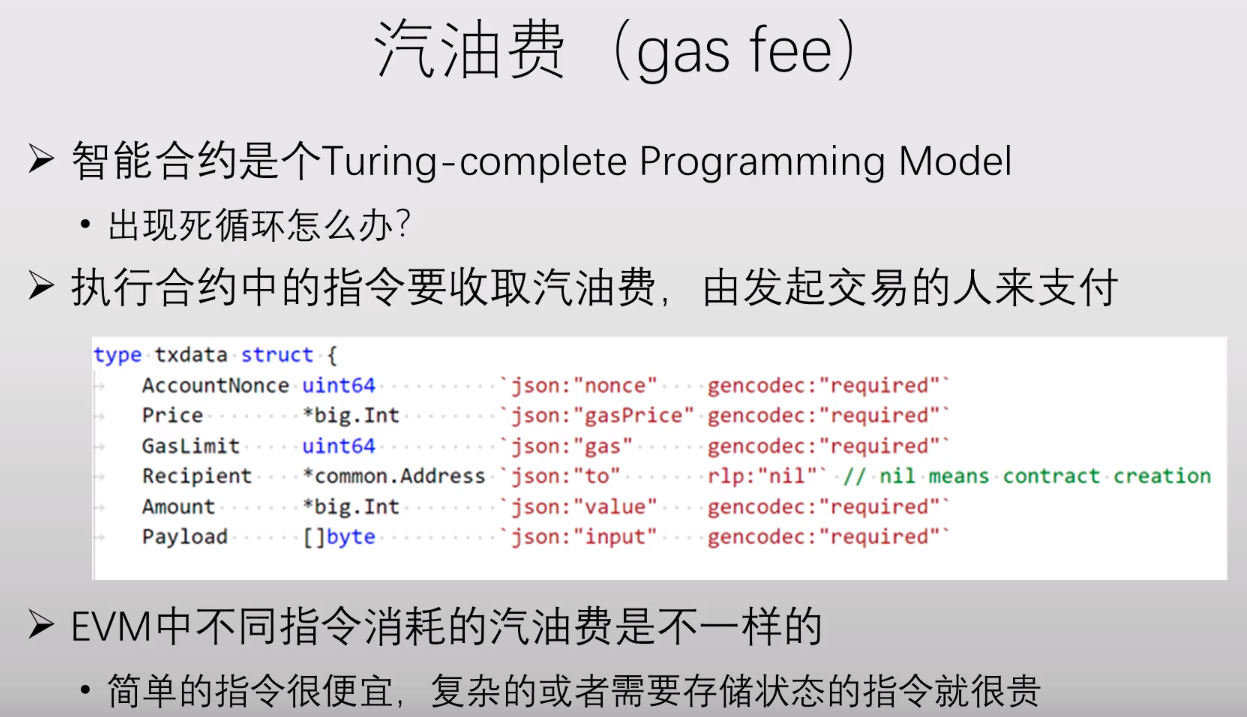 汽油费（gas fee）
➢ 智能合约是个Turing-complete Programming Model
• 出现死循环怎么办？
➢ 执行合约中的指令要收取汽油费，由发起交易的人来支付
type txdata struct {
AccountNonce uint64 `json:"nonce" gencodec:"required"`
Price *big.Int `json:"gasPrice" gencodec:"required"`
GasLimit uint64 `json:"gas" gencodec:"required"`
Recipient *common.Address `json:"to" rlp:"nil"` // nil means contract creation
Amount *big.Int `json:"value" gencodec:"required"`
Payload []byte `json:"input" gencodec:"required"`
➢ EVM中不同指令消耗的汽油费是不一样的
• 简单的指令很便宜，复杂的或者需要存储状态的指令就很贵